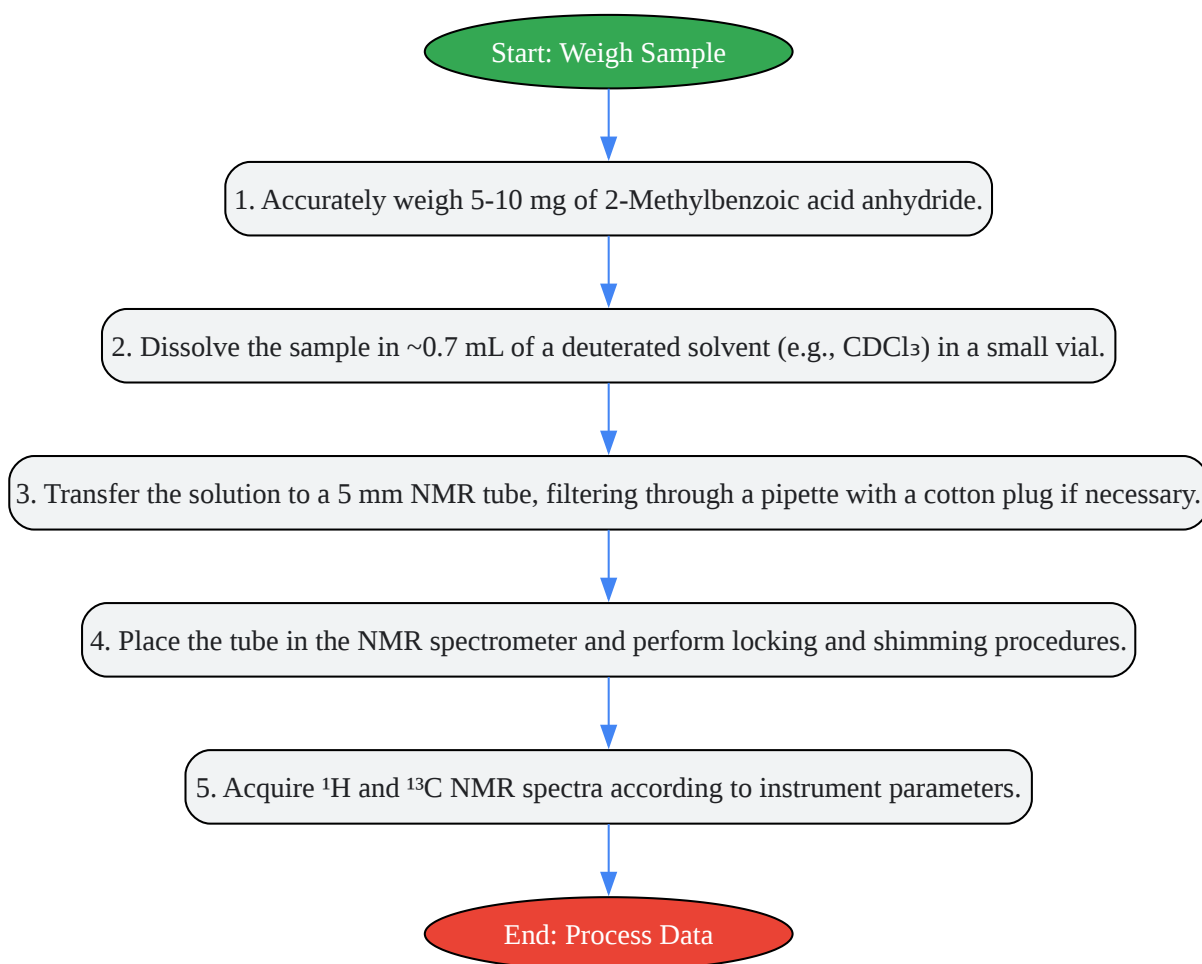 Start: Weigh Sample
1. Accurately weigh 5-10 mg of 2-Methylbenzoic acid anhydride.
2. Dissolve the sample in ~0.7 mL of a deuterated solvent (e.g., CDCl₃) in a small vial.
3. Transfer the solution to a 5 mm NMR tube, filtering through a pipette with a cotton plug if necessary.
4. Place the tube in the NMR spectrometer and perform locking and shimming procedures.
5. Acquire ¹H and ¹³C NMR spectra according to instrument parameters.
End: Process Data